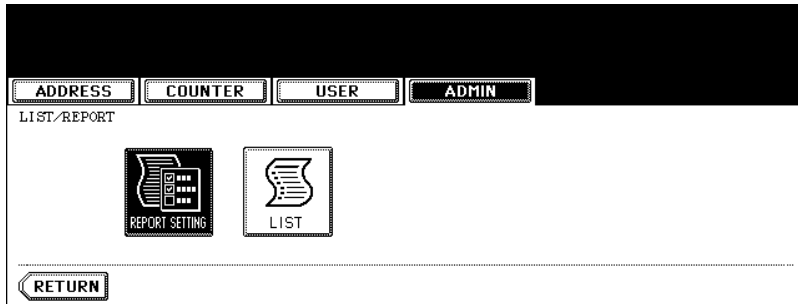 ADDRESS COUNTER USER ADMIN
LIST/REPORT
REPORT SETTING LIST
RETURN